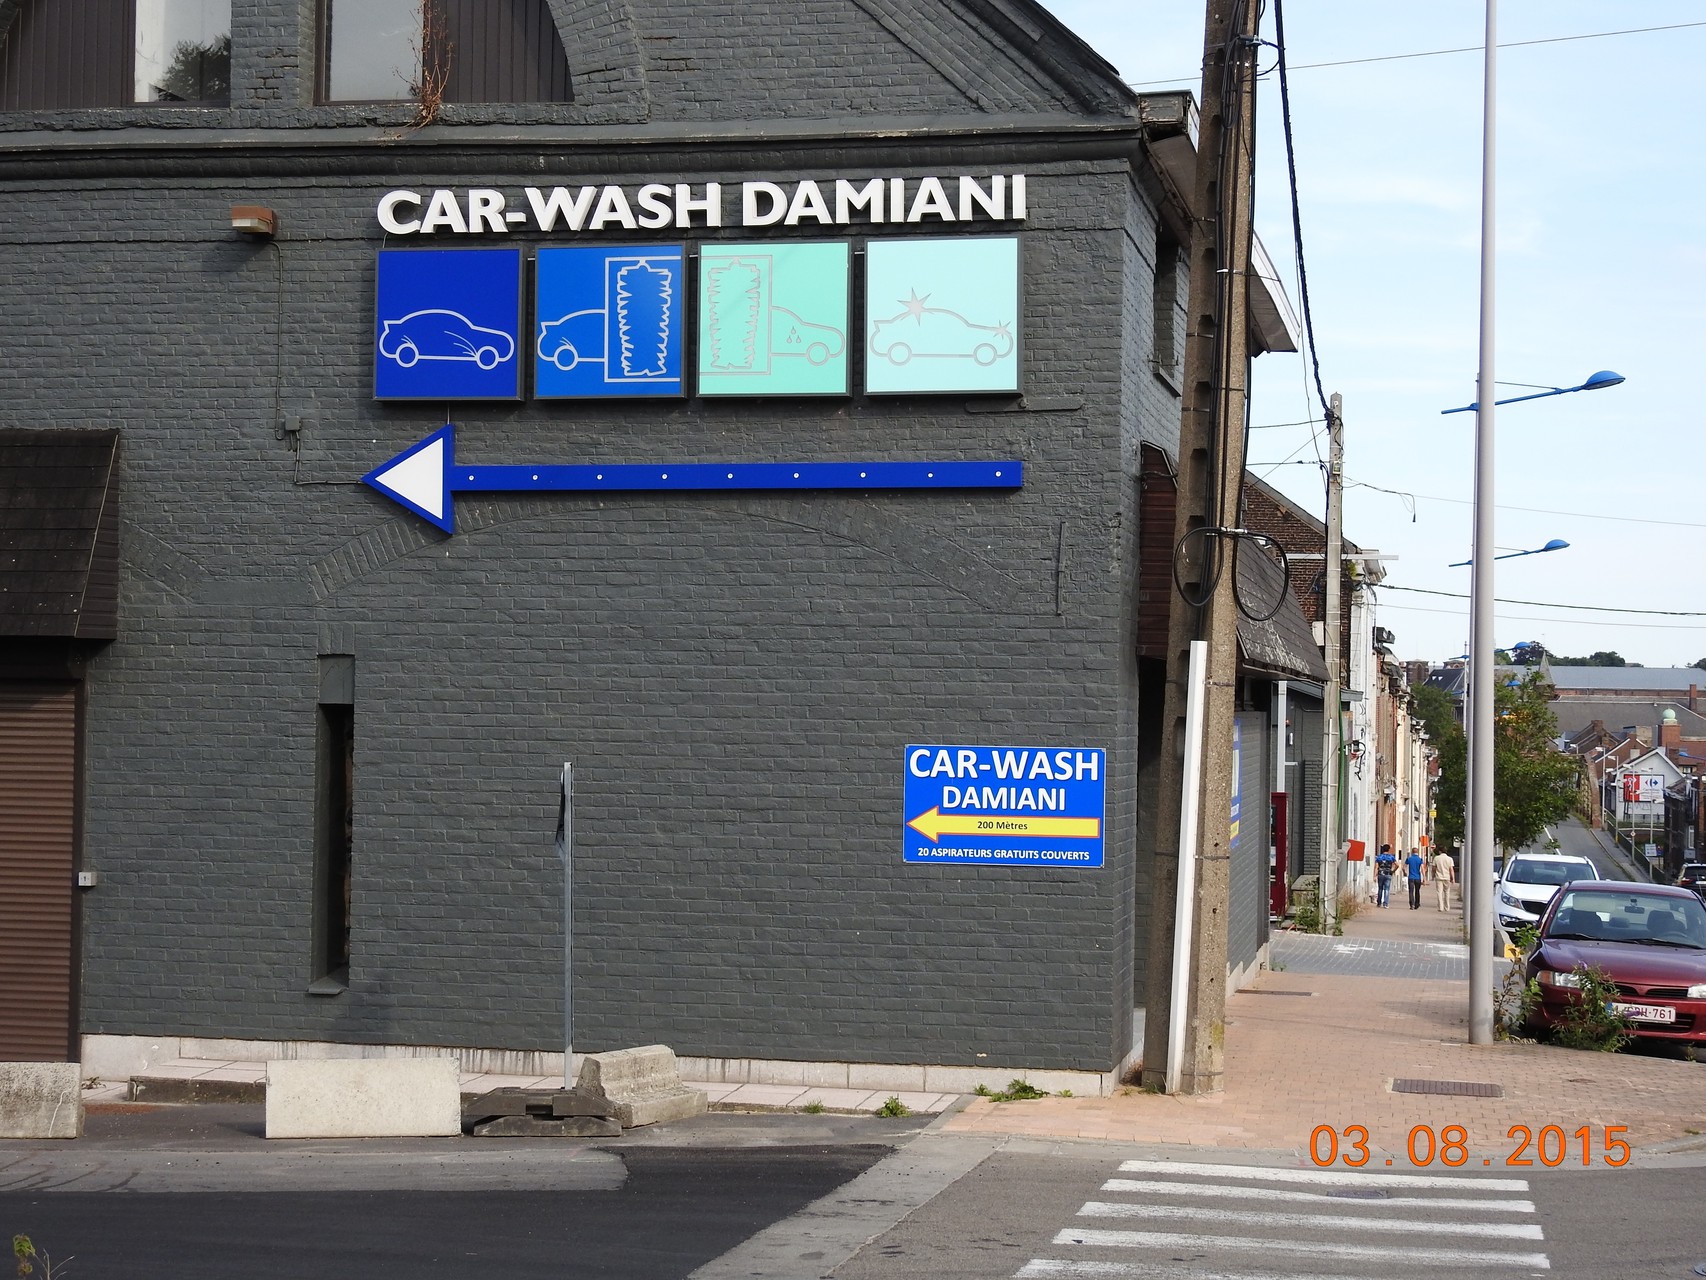 CAR-WASH DAMIANI
CAR-WASH
DAMIANI
200 Mètres
20 ASPIRATEURS GRATUITS COUVERTS
03.08.2015